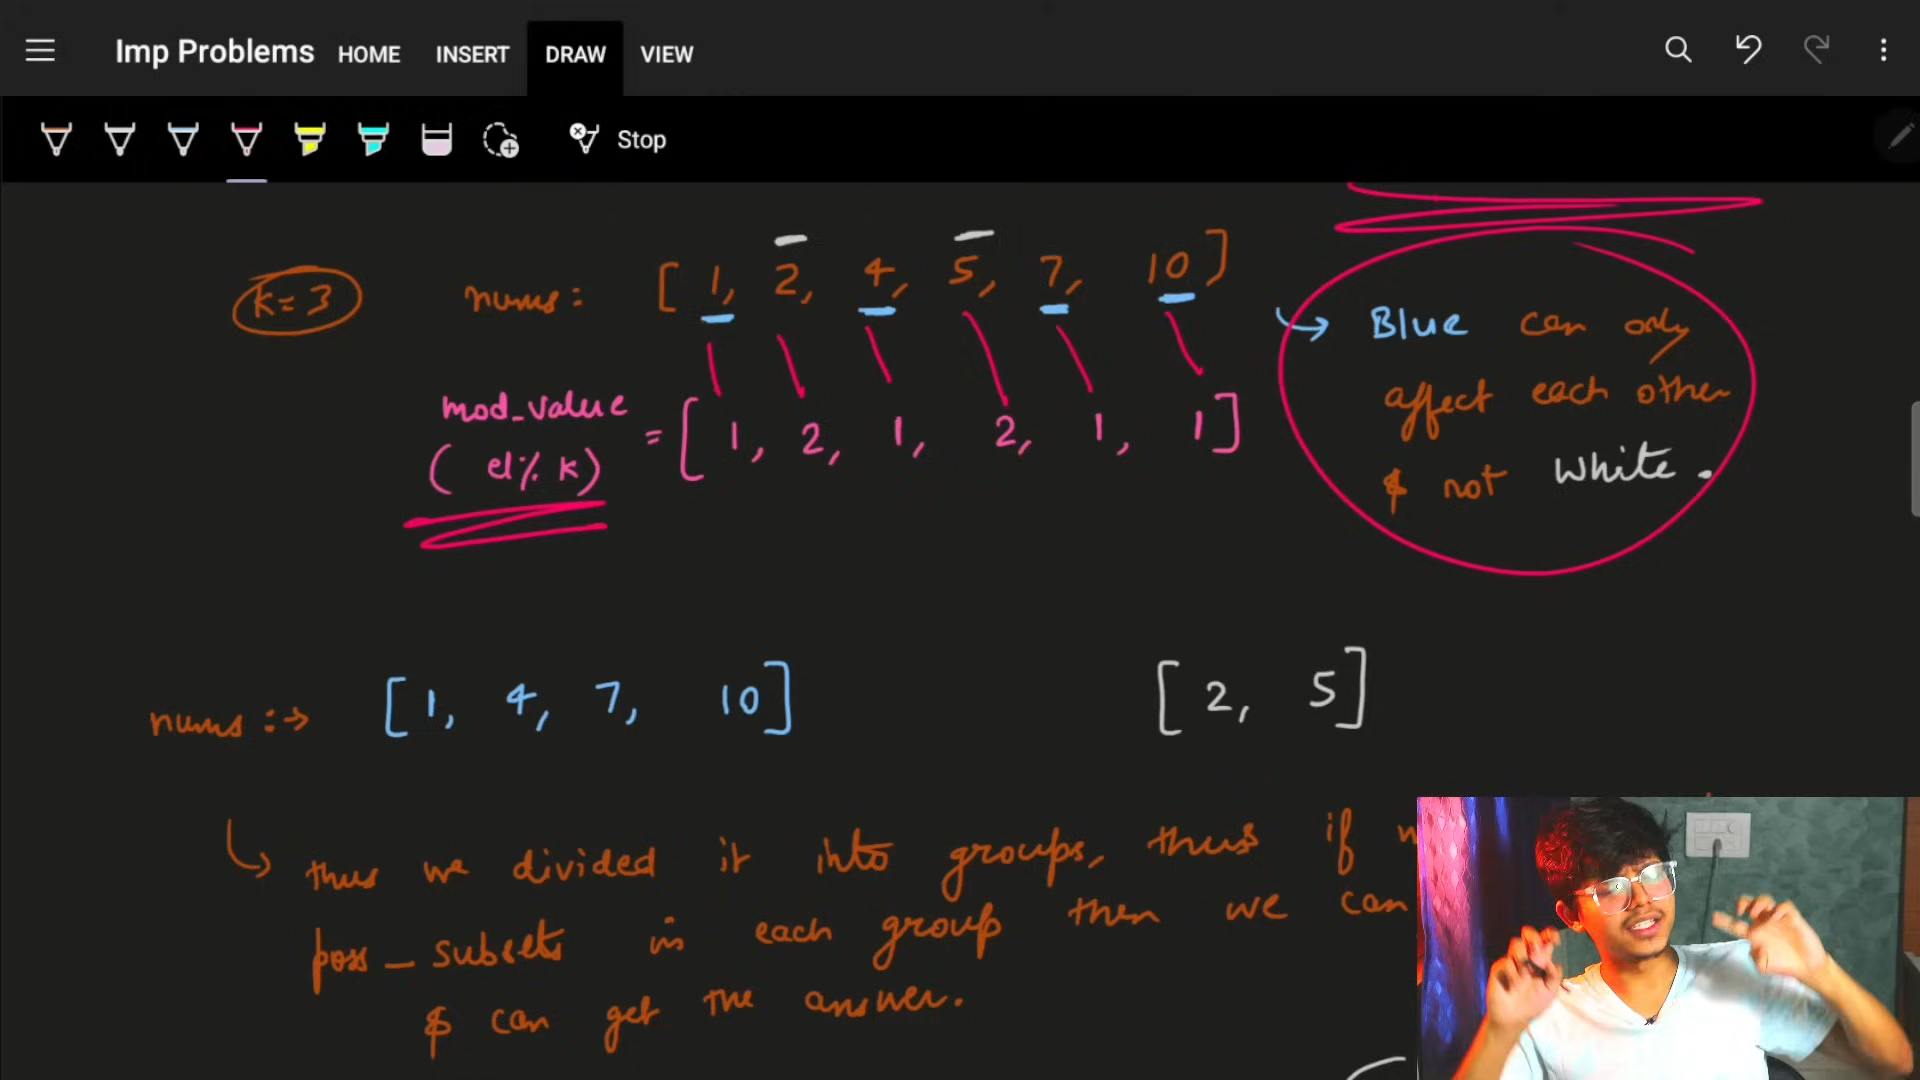 Imp Problems HOME INSERT DRAW VIEW
Stop
k=3 nums: [ 1, 2, 4, 5, 7, 10 ]
mod_value = [ 1, 2, 1, 2, 1, 1 ]
( el% k )
Blue can only
affect each other
& not white.
nums :→ [ 1, 4, 7, 10 ] [ 2, 5 ]
thus we divided it into groups, thus if
poss_subsets in each group then we can
& can get the answer.